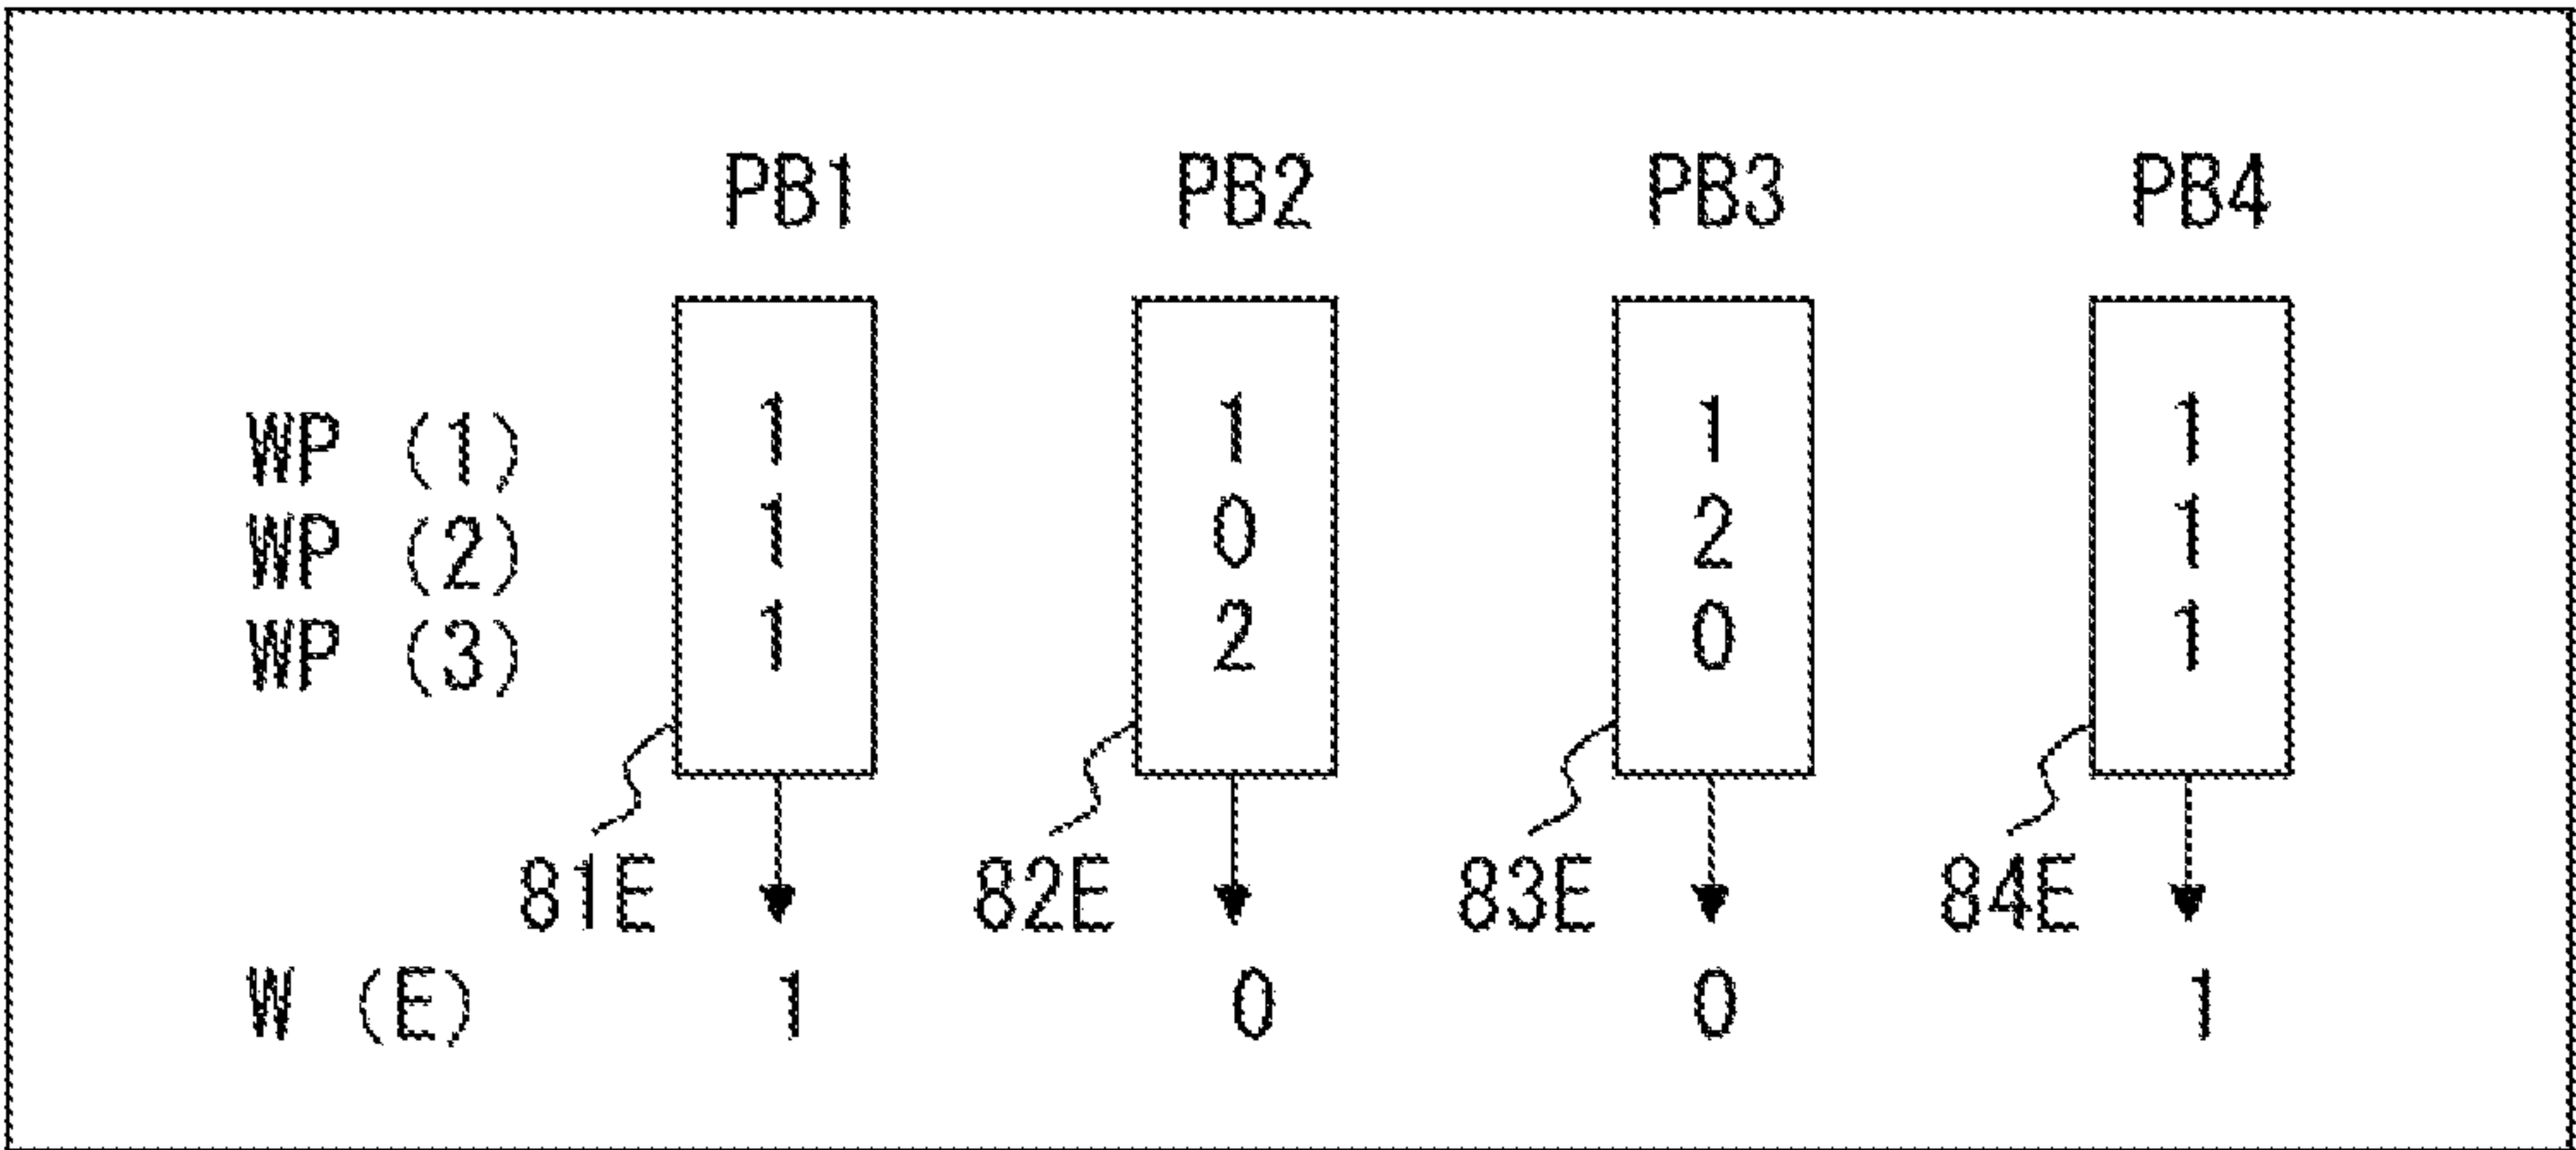 PB1 PB2 PB3 PB4
WP (1) 1 1 1 1
WP (2) 1 0 2 1
WP (3) 1 2 0 1
81E 82E 83E 84E
W (E) 1 0 0 1